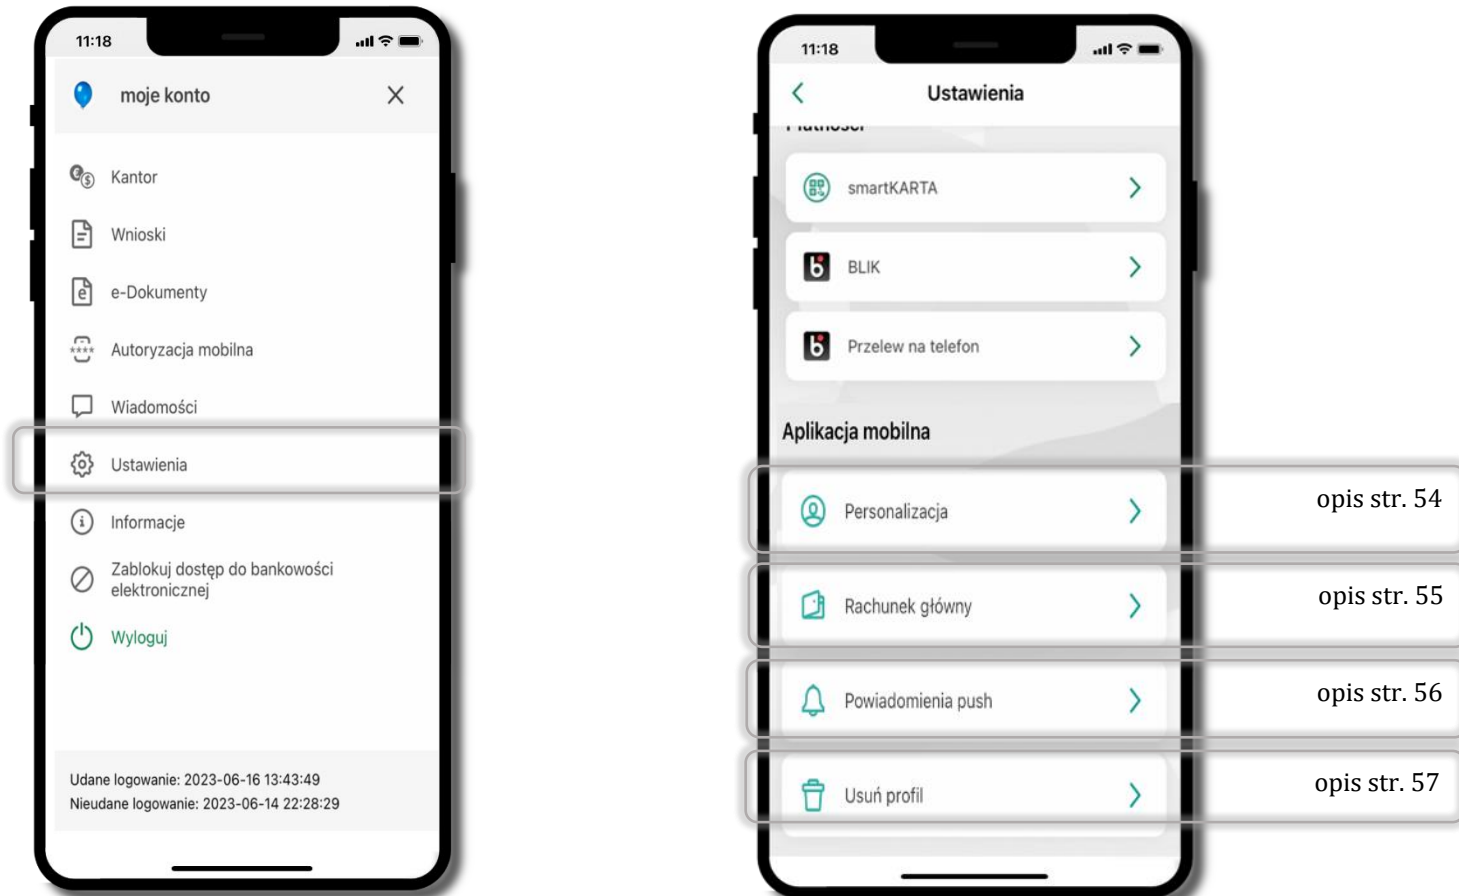 11:18
moje konto
Kantor
Wnioski
e-Dokumenty
Autoryzacja mobilna
Wiadomości
Ustawienia
Informacje
Zablokuj dostęp do bankowości
elektronicznej
Wyloguj
Udane logowanie: 2023-06-16 13:43:49
Nieudane logowanie: 2023-06-14 22:28:29
11:18
Ustawienia
Płatności
smartKARTA
BLIK
Przelew na telefon
Aplikacja mobilna
Personalizacja
opis str. 54
Rachunek główny
opis str. 55
Powiadomienia push
opis str. 56
Usuń profil
opis str. 57